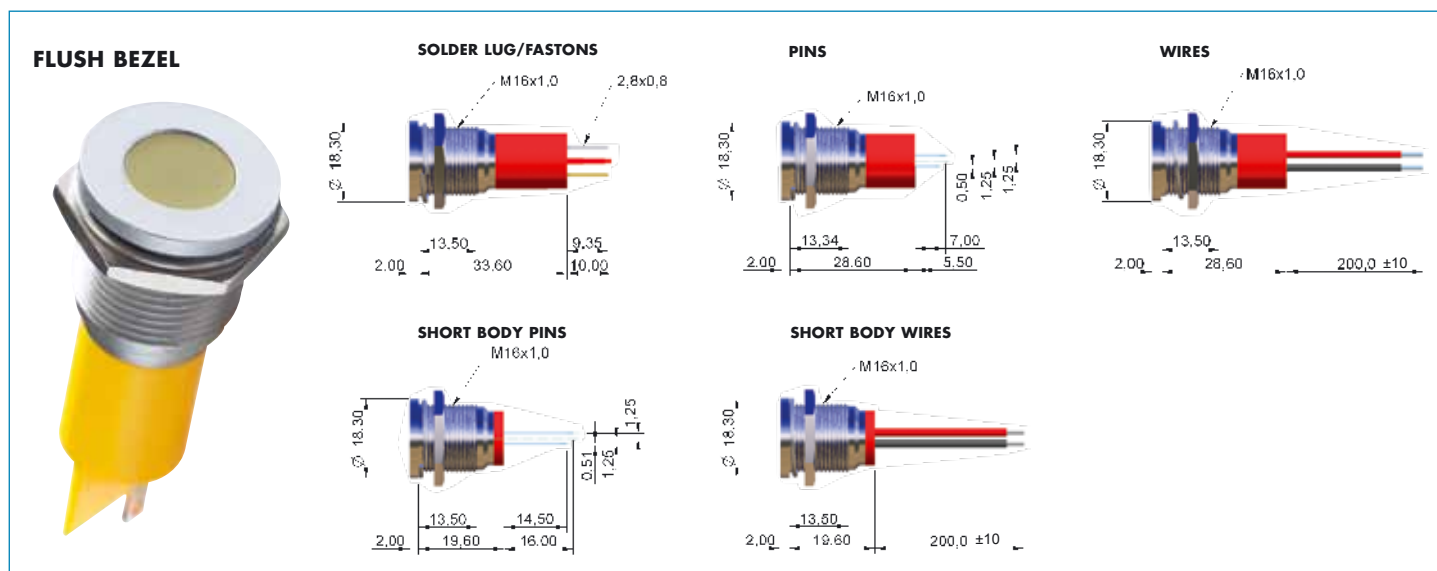 FLUSH BEZEL
SOLDER LUG/FASTONS
M16x1,0
2,8x0,8
Ø 18,30
13.50
9.35
2.00
33.60
10,00
PINS
M16x1,0
Ø 18,30
0,50
1,25
1,25
13,34
7,00
2.00
28.60
5.50
WIRES
M16x1,0
Ø 18,30
13.50
2.00
28,60
200,0 ±10
SHORT BODY PINS
M16x1,0
Ø 18.30
1,25
0.51
1,25
13.50
14,50
2,00
19,60
16.00
SHORT BODY WIRES
M16x1.0
Ø 18.30
13.50
2,00
19.60
200,0 ±10